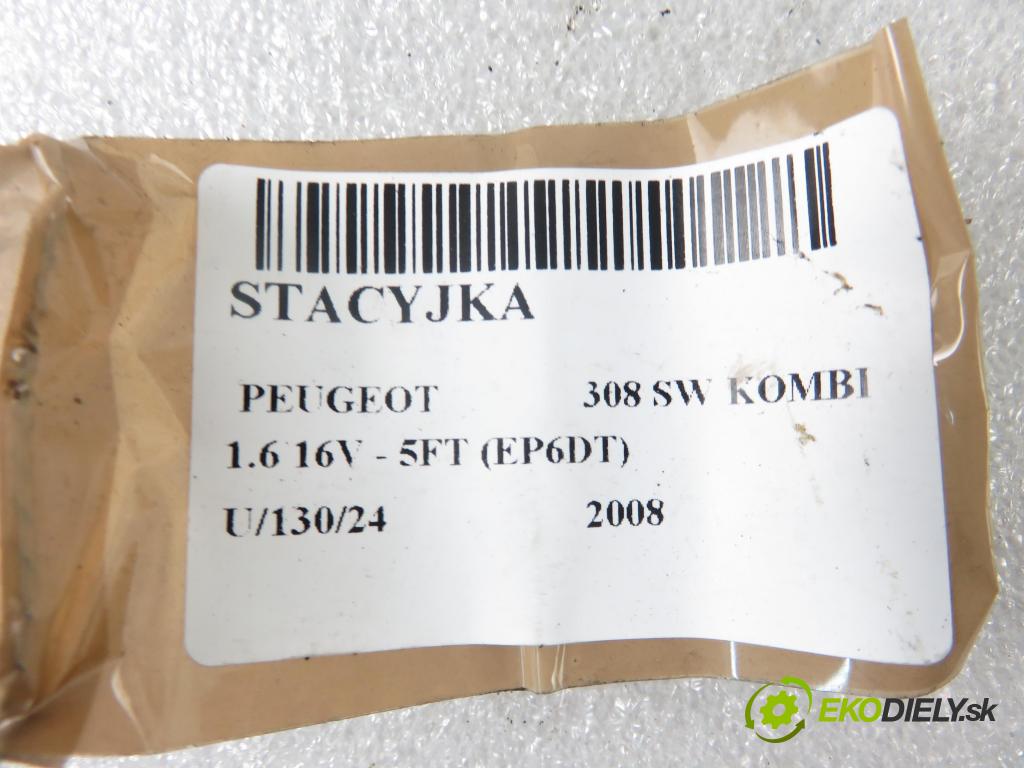 STACYJKA
PEUGEOT 308 SW KOMBI
1.6 16V - 5FT (EP6DT)
U/130/24 2008
EKODIELY.sk